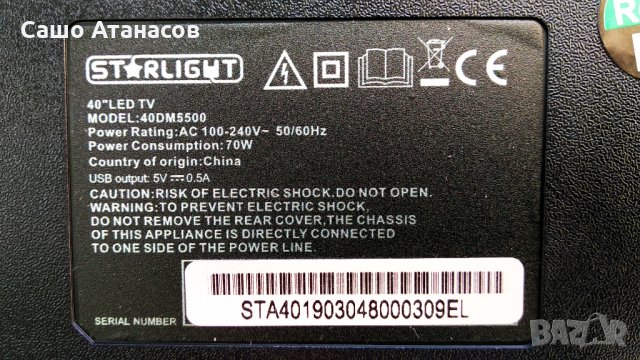 Сашо Атанасов
STARLIGHT
CE
40"LED TV
MODEL:40DM5500
Power Rating:AC 100-240V~ 50/60Hz
Power Consumption:70W
Country of origin:China
USB output: 5V⎓0.5A
CAUTION:RISK OF ELECTRIC SHOCK,DO NOT OPEN.
WARNING:TO PREVENT ELECTRIC SHOCK,
DO NOT REMOVE THE REAR COVER,THE CHASSIS
OF THIS APPLIANCE IS DIRECTLY CONNECTED
TO ONE SIDE OF THE POWER LINE.
SERIAL NUMBER
STA401903048000309EL
BAZAR.bg